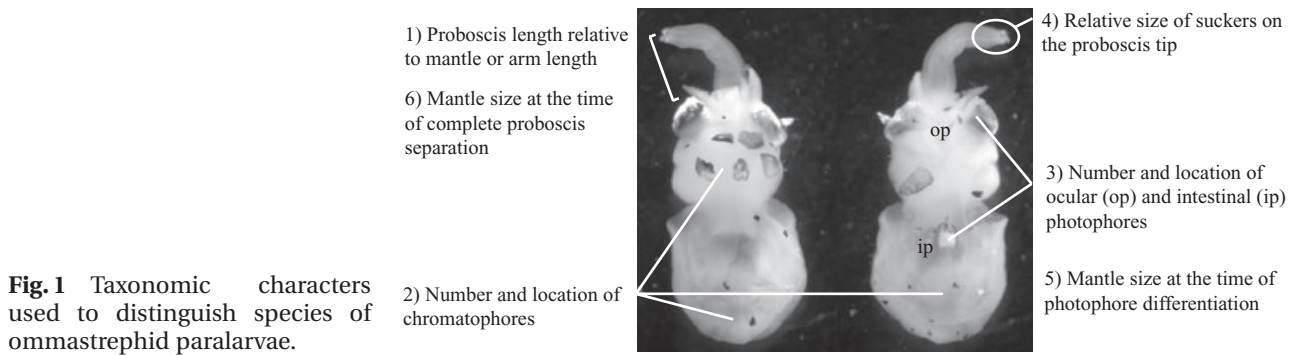 1) Proboscis length relative
to mantle or arm length
6) Mantle size at the time
of complete proboscis
separation
2) Number and location of
chromatophores
op
ip
4) Relative size of suckers on
the proboscis tip
3) Number and location of
ocular (op) and intestinal (ip)
photophores
5) Mantle size at the time of
photophore differentiation
Fig. 1 Taxonomic characters
used to distinguish species of
ommastrephid paralarvae.